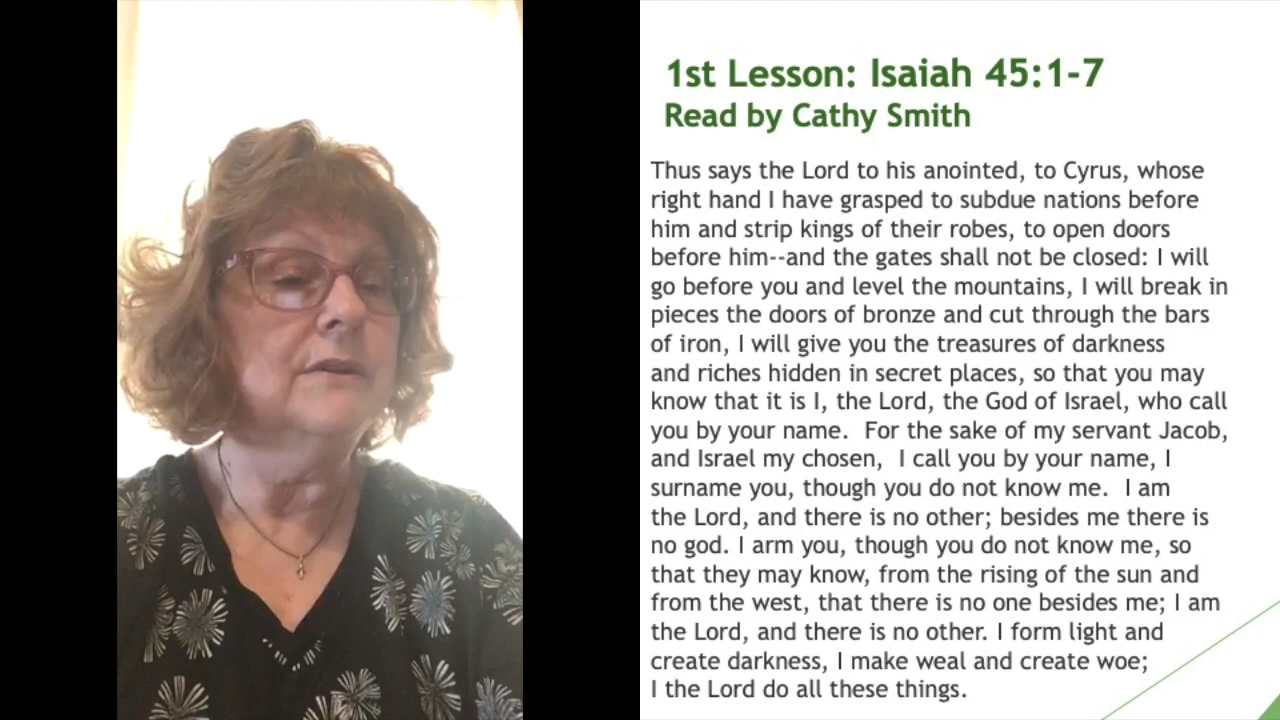 1st Lesson: Isaiah 45:1-7
Read by Cathy Smith
Thus says the Lord to his anointed, to Cyrus, whose
right hand I have grasped to subdue nations before
him and strip kings of their robes, to open doors
before him--and the gates shall not be closed: I will
go before you and level the mountains, I will break in
pieces the doors of bronze and cut through the bars
of iron, I will give you the treasures of darkness
and riches hidden in secret places, so that you may
know that it is I, the Lord, the God of Israel, who call
you by your name.  For the sake of my servant Jacob,
and Israel my chosen,  I call you by your name, I
surname you, though you do not know me.  I am
the Lord, and there is no other; besides me there is
no god. I arm you, though you do not know me, so
that they may know, from the rising of the sun and
from the west, that there is no one besides me; I am
the Lord, and there is no other. I form light and
create darkness, I make weal and create woe;
I the Lord do all these things.